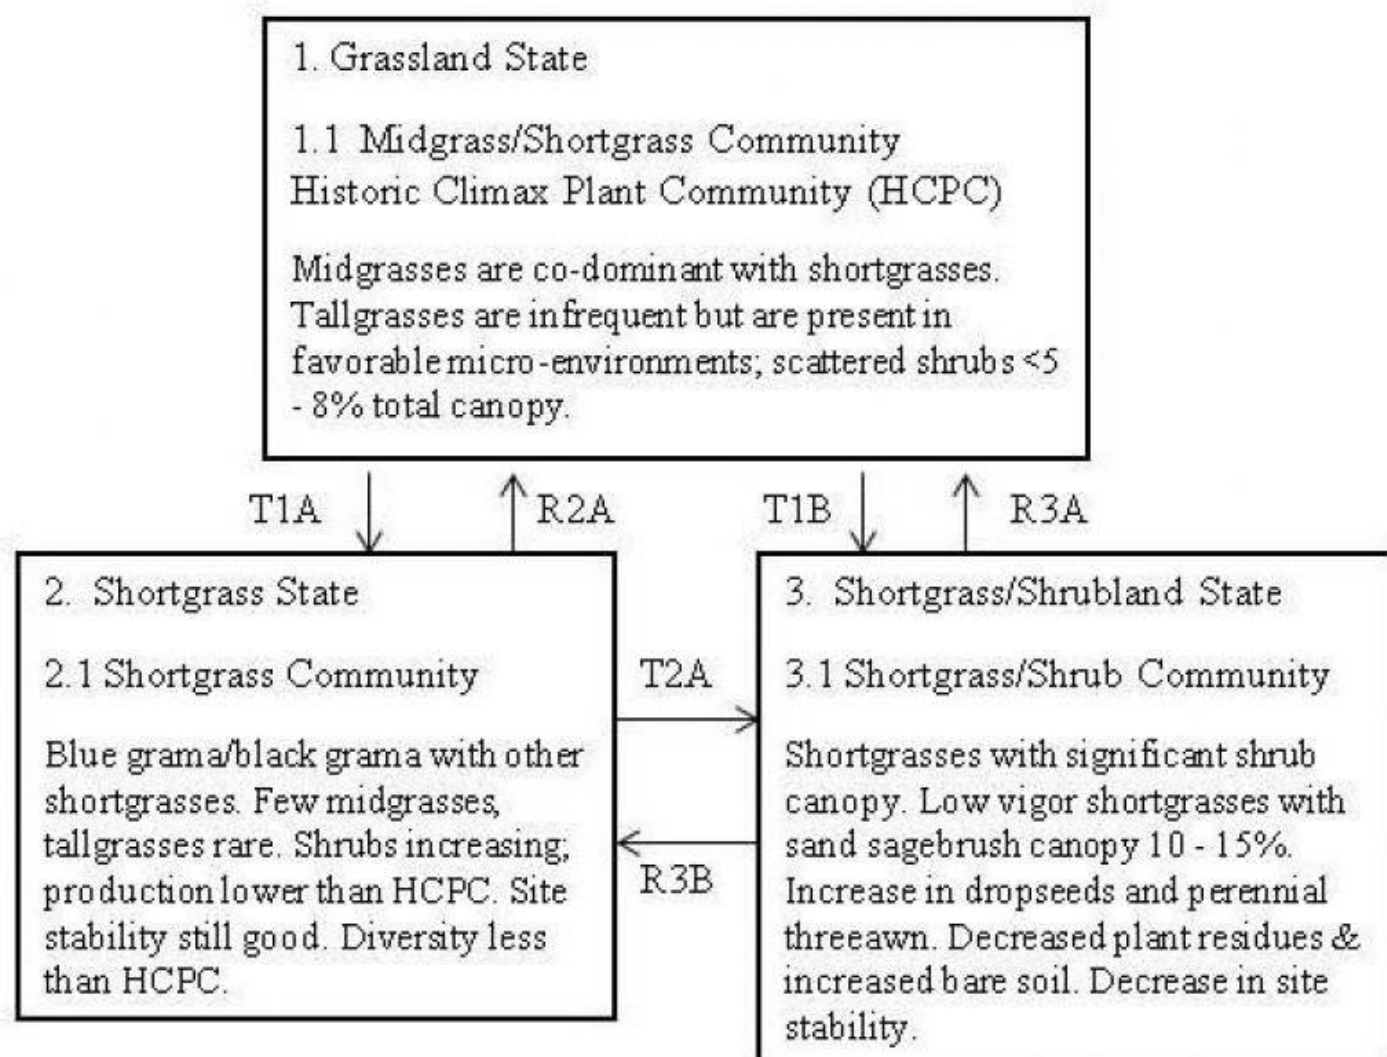 1. Grassland State
1.1 Midgrass/Shortgrass Community
Historic Climax Plant Community (HCPC)
Midgrasses are co-dominant with shortgrasses.
Tallgrasses are infrequent but are present in
favorable micro-environments; scattered shrubs <5
- 8% total canopy.
T1A
R2A
T1B
R3A
2. Shortgrass State
2.1 Shortgrass Community
Blue grama/black grama with other
shortgrasses. Few midgrasses,
tallgrasses rare. Shrubs increasing;
production lower than HCPC. Site
stability still good. Diversity less
than HCPC.
T2A
R3B
3. Shortgrass/Shrubland State
3.1 Shortgrass/Shrub Community
Shortgrasses with significant shrub
canopy. Low vigor shortgrasses with
sand sagebrush canopy 10 - 15%.
Increase in dropseeds and perennial
threeawn. Decreased plant residues &
increased bare soil. Decrease in site
stability.